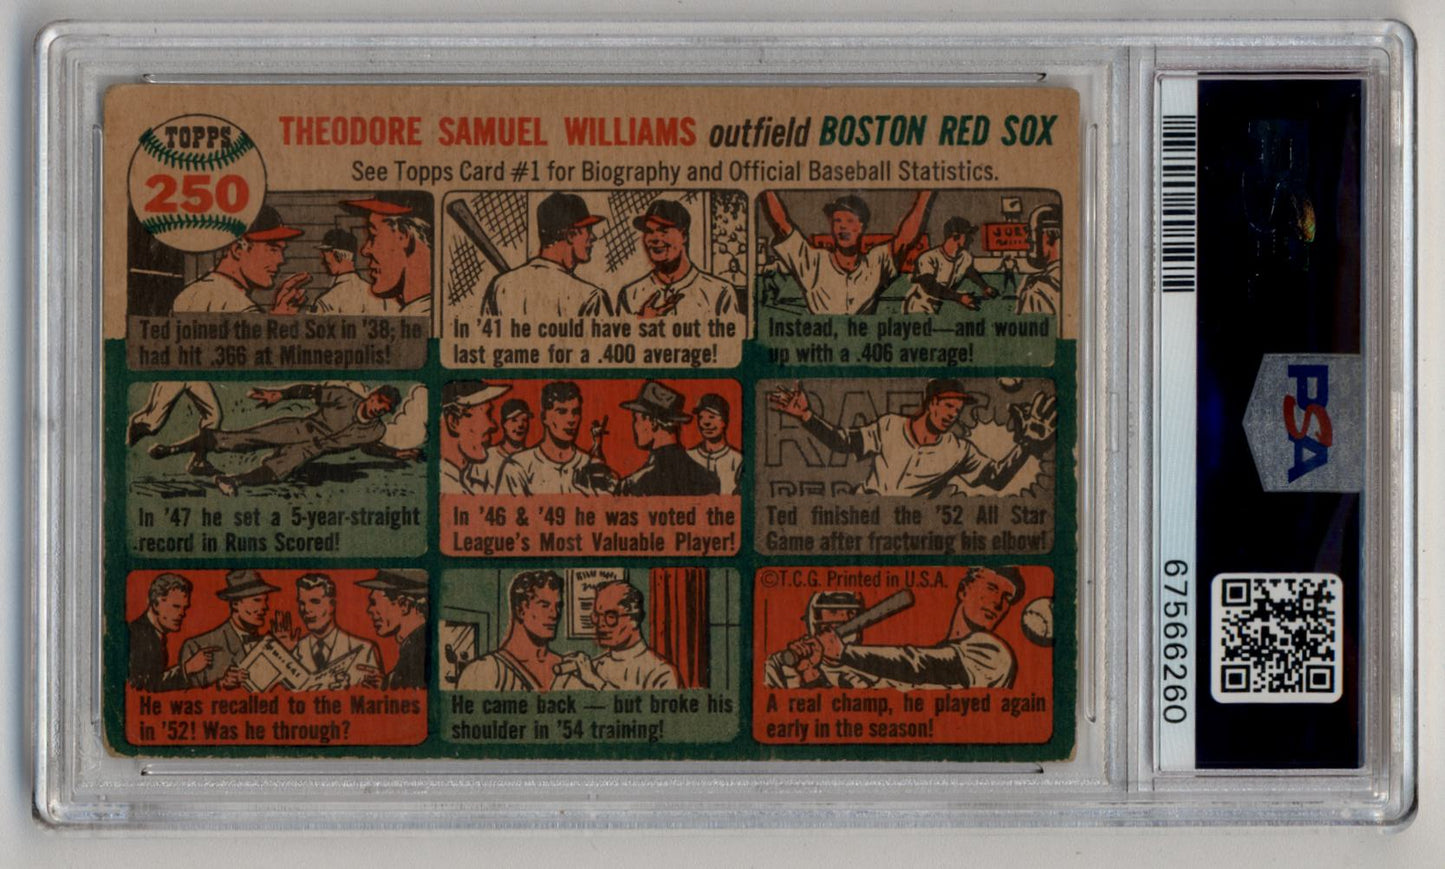 TOPPS
250
THEODORE SAMUEL WILLIAMS outfield BOSTON RED SOX
See Topps Card #1 for Biography and Official Baseball Statistics.
Ted joined the Red Sox in '38; he
had hit .366 at Minneapolis!
In '41 he could have sat out the
last game for a .400 average!
JOE
Instead, he played—and wound
up with a .406 average!
In '47 he set a 5-year-straight
record in Runs Scored!
In '46 & '49 he was voted the
League's Most Valuable Player!
Ted finished the '52 All Star
Game after fracturing his elbow!
He was recalled to the Marines
in '52! Was he through?
He came back — but broke his
shoulder in '54 training!
©T.C.G. Printed in U.S.A.
A real champ, he played again
early in the season!
67566260
PSA